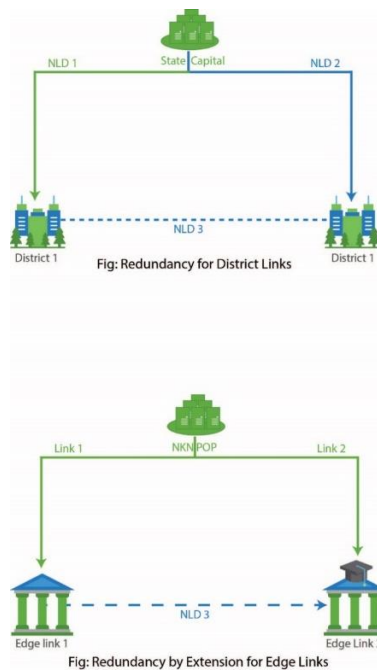 State Capital
NLD 1
NLD 2
NLD 3
District 1
District 1
Fig: Redundancy for District Links
Link 1
NKN POP
Link 2
NLD 3
Edge link 1
Edge Link
Fig: Redundancy by Extension for Edge Links